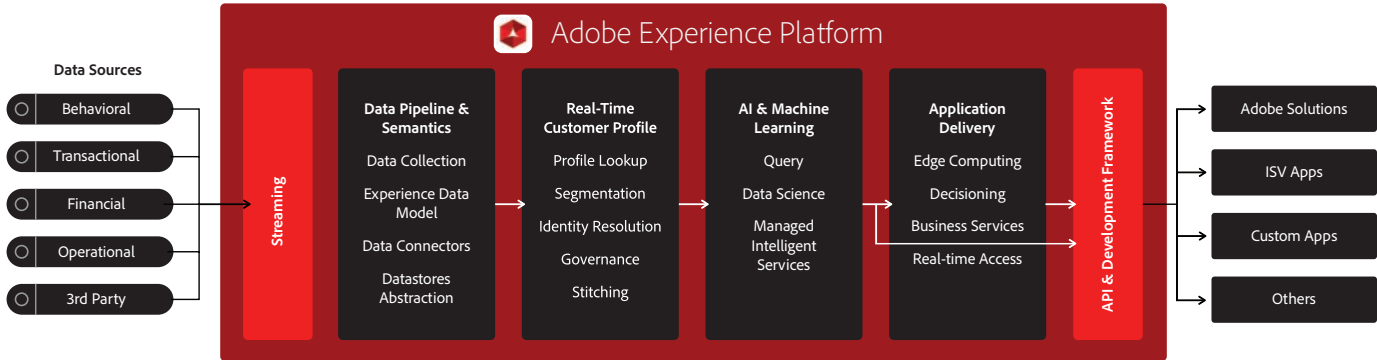 Adobe Experience Platform
Data Sources
Behavioral
Transactional
Financial
Operational
3rd Party
Streaming
Data Pipeline &
Semantics
Data Collection
Experience Data
Model
Data Connectors
Datastores
Abstraction
Real-Time
Customer Profile
Profile Lookup
Segmentation
Identity Resolution
Governance
Stitching
AI & Machine
Learning
Query
Data Science
Managed
Intelligent
Services
Application
Delivery
Edge Computing
Decisioning
Business Services
Real-time Access
API & Development Framework
Adobe Solutions
ISV Apps
Custom Apps
Others